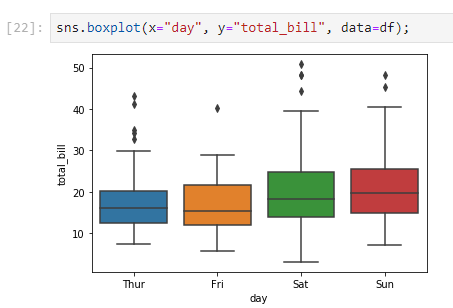 [22]: sns.boxplot(x="day", y="total_bill", data=df);
50
40
30
20
10
total_bill
Thur Fri Sat Sun
day